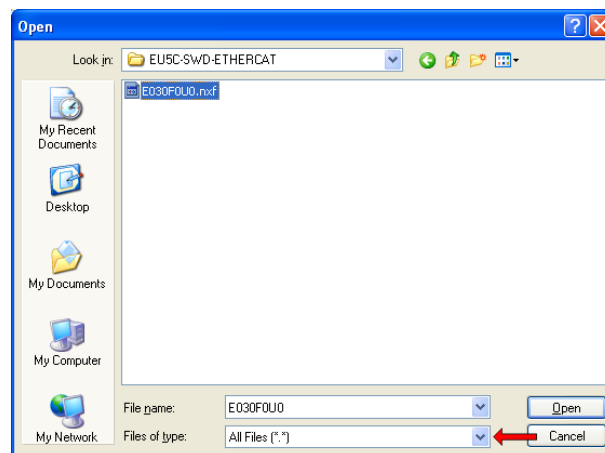 Open
Look in:
EU5C-SWD-ETHERCAT
E030F0U0.nxf
My Recent
Documents
Desktop
My Documents
My Computer
My Network
File name:
E030F0U0
Open
Files of type:
All Files (*.*)
Cancel